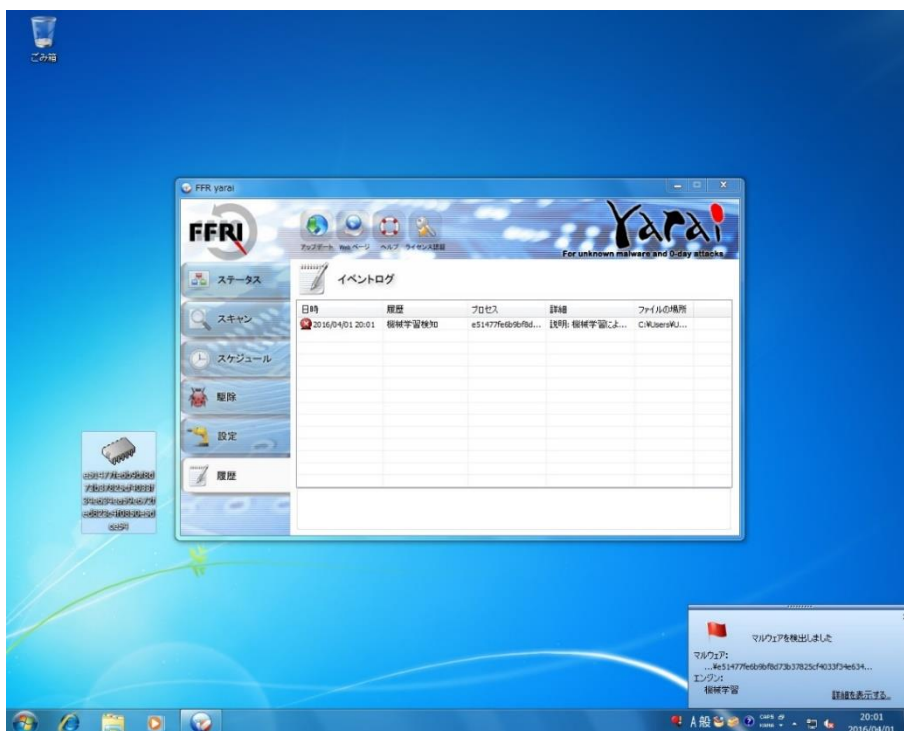 ごみ箱
FFR yarai
FFRI
アップデート Web ページ ヘルプ ライセンス認証
Yarai
For unknown malware and 0-day attacks
ステータス
スキャン
スケジュール
駆除
設定
履歴
イベントログ
日時 履歴 プロセス 詳細 ファイルの場所
2016/04/01 20:01 機械学習検知 e51477fe6b9bf8d... 説明: 機械学習によ... C:¥Users¥U...
マルウェアを検出しました
マルウェア:
...¥e51477fe6b9bf8d73b37825cf4033f34e634...
エンジン:
機械学習
詳細を表示する..
A 般 CAPS KANA
20:01
2016/04/01